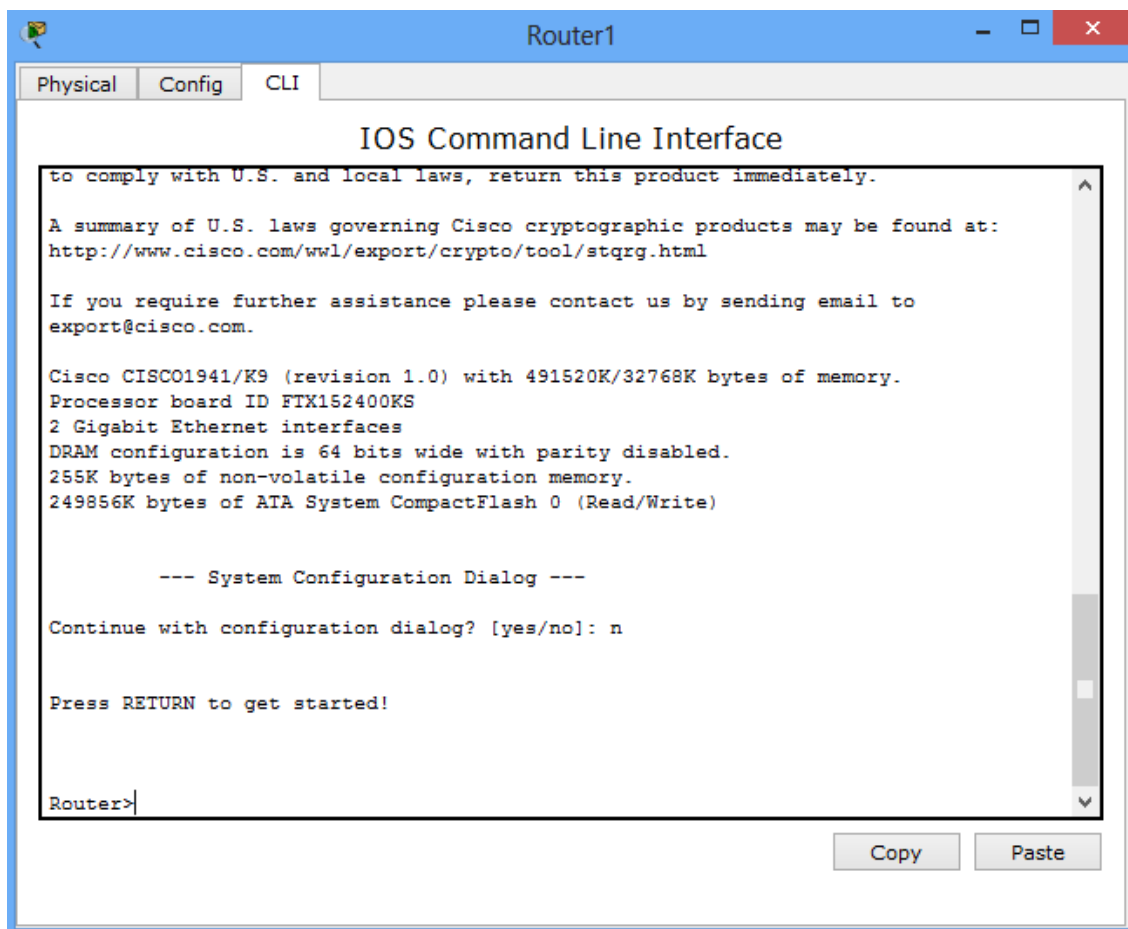 Router1
Physical Config CLI
IOS Command Line Interface
to comply with U.S. and local laws, return this product immediately.
A summary of U.S. laws governing Cisco cryptographic products may be found at:
http://www.cisco.com/wwl/export/crypto/tool/stqrg.html
If you require further assistance please contact us by sending email to
export@cisco.com.
Cisco CISCO1941/K9 (revision 1.0) with 491520K/32768K bytes of memory.
Processor board ID FTX152400KS
2 Gigabit Ethernet interfaces
DRAM configuration is 64 bits wide with parity disabled.
255K bytes of non-volatile configuration memory.
249856K bytes of ATA System CompactFlash 0 (Read/Write)
--- System Configuration Dialog ---
Continue with configuration dialog? [yes/no]: n
Press RETURN to get started!
Router>
Copy Paste